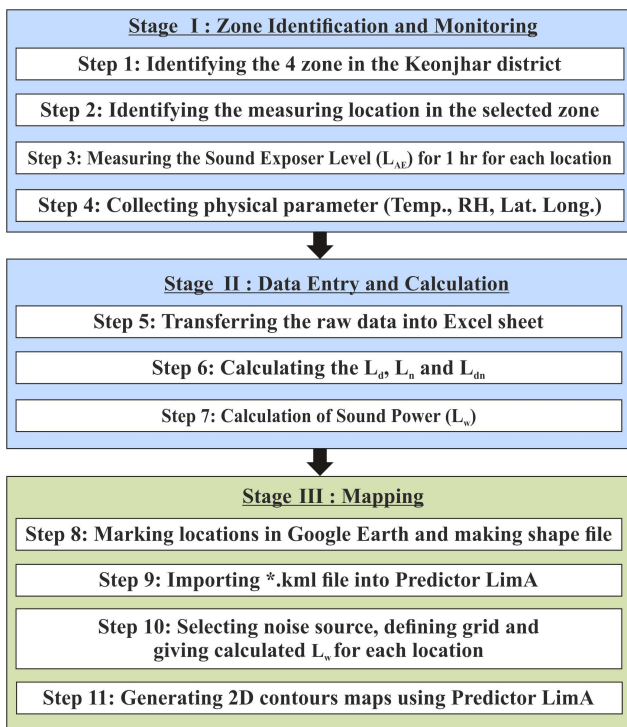 Stage I : Zone Identification and Monitoring
Step 1: Identifying the 4 zone in the Keonjhar district
Step 2: Identifying the measuring location in the selected zone
Step 3: Measuring the Sound Exposer Level (L_AE) for 1 hr for each location
Step 4: Collecting physical parameter (Temp., RH, Lat. Long.)
Stage II : Data Entry and Calculation
Step 5: Transferring the raw data into Excel sheet
Step 6: Calculating the L_d, L_n and L_dn
Step 7: Calculation of Sound Power (L_w)
Stage III : Mapping
Step 8: Marking locations in Google Earth and making shape file
Step 9: Importing *.kml file into Predictor LimA
Step 10: Selecting noise source, defining grid and
giving calculated L_w for each location
Step 11: Generating 2D contours maps using Predictor LimA